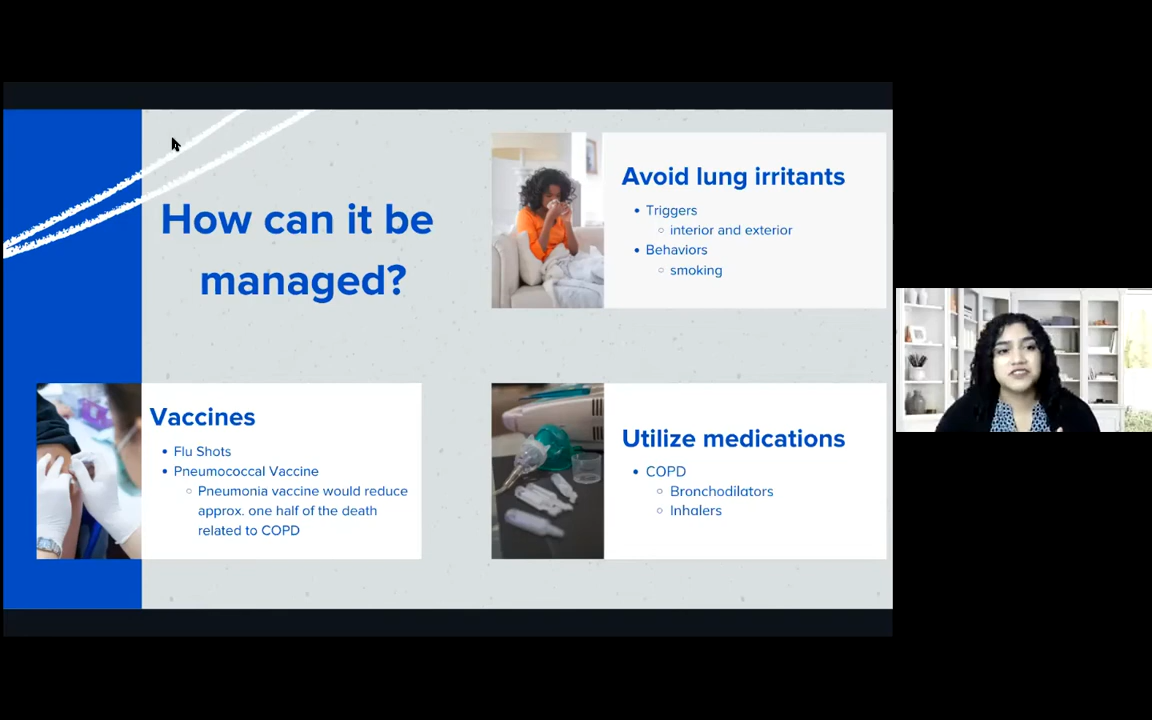 How can it be
managed?
Avoid lung irritants
Triggers
interior and exterior
Behaviors
smoking
Vaccines
Flu Shots
Pneumococcal Vaccine
Pneumonia vaccine would reduce
approx. one half of the death
related to COPD
Utilize medications
COPD
Bronchodilators
Inhalers